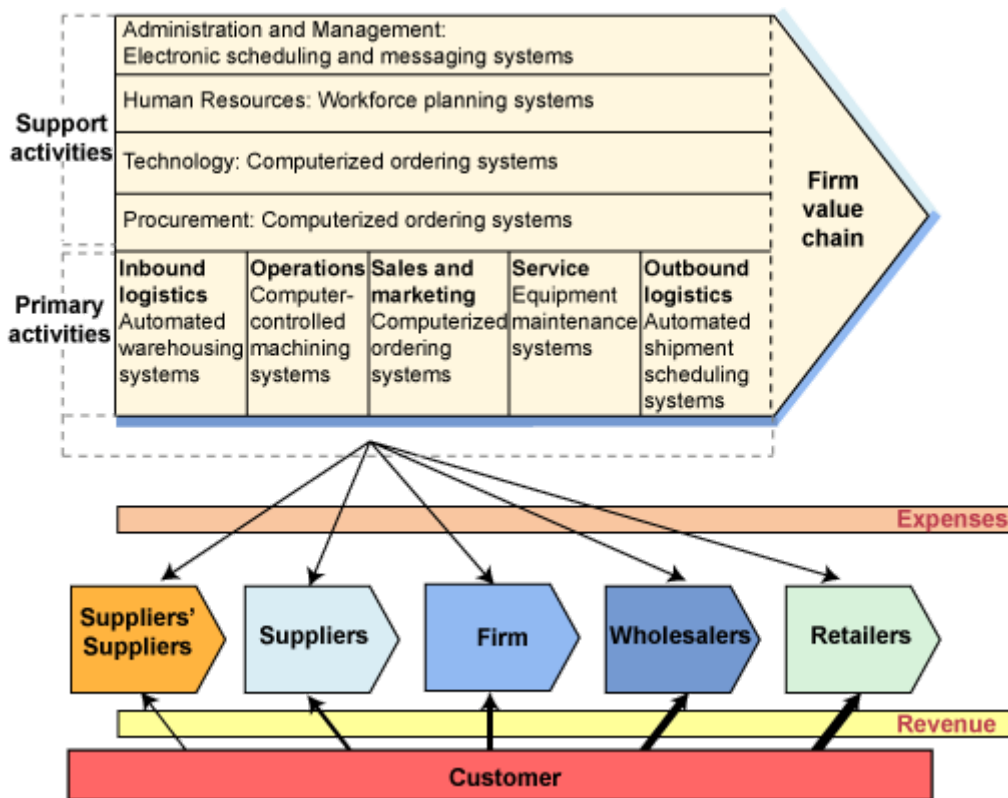 Administration and Management:
Electronic scheduling and messaging systems
Human Resources: Workforce planning systems
Support
activities
Technology: Computerized ordering systems
Procurement: Computerized ordering systems
Firm
value
chain
Primary
activities
Inbound
logistics
Automated
warehousing
systems
Operations
Computer-
controlled
machining
systems
Sales and
marketing
Computerized
ordering
systems
Service
Equipment
maintenance
systems
Outbound
logistics
Automated
shipment
scheduling
systems
Expenses
Suppliers'
Suppliers
Suppliers
Firm
Wholesalers
Retailers
Revenue
Customer